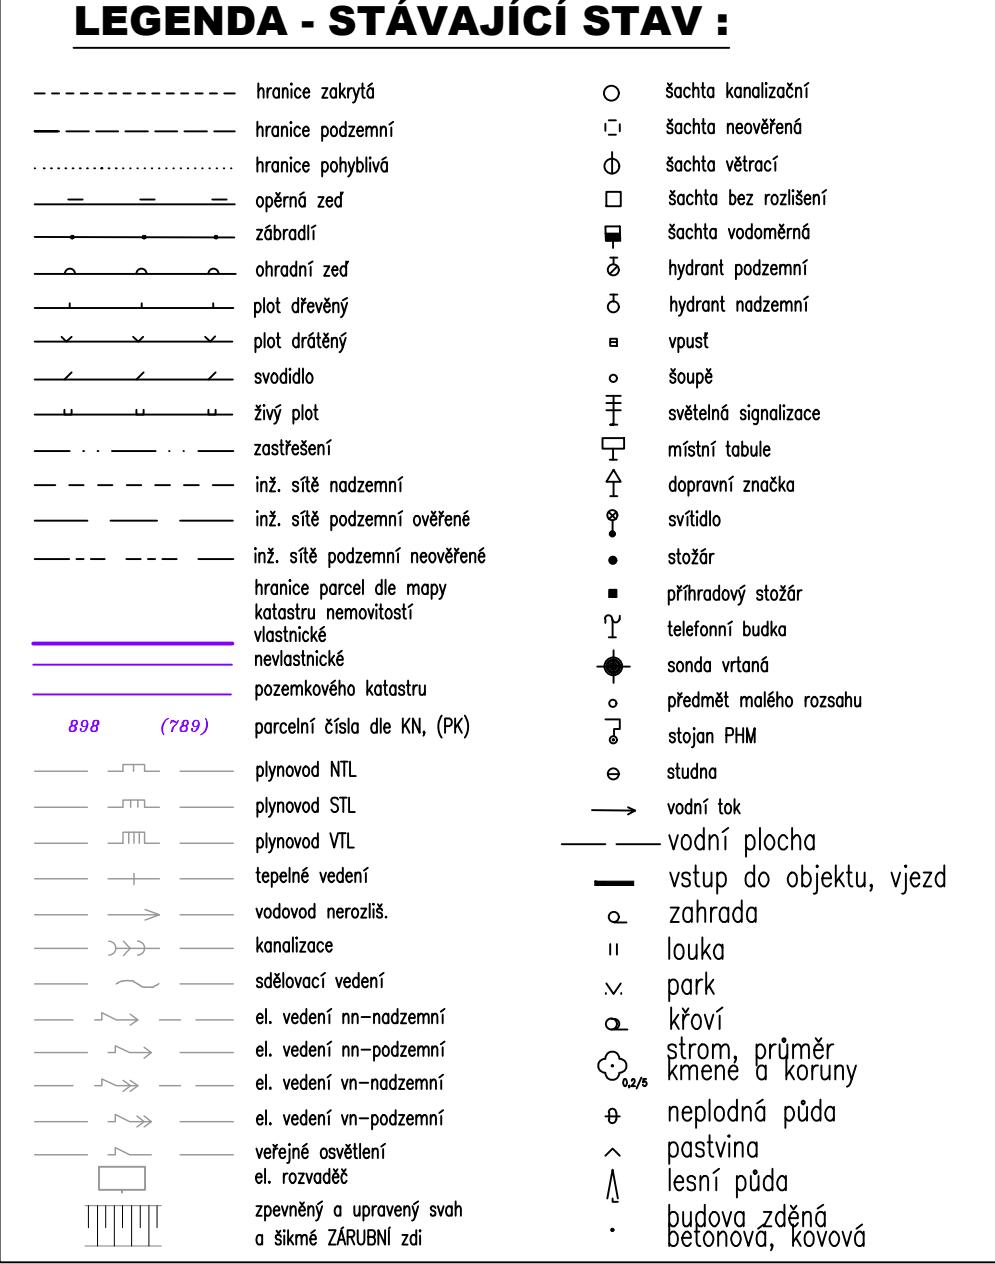 LEGENDA - STÁVAJÍCÍ STAV :
hranice zakrytá
hranice podzemní
hranice pohyblivá
opěrná zeď
zábradlí
ohradní zeď
plot dřevěný
plot drátěný
svodidlo
živý plot
zastřešení
inž. sítě nadzemní
inž. sítě podzemní ověřené
inž. sítě podzemní neověřené
hranice parcel dle mapy
katastru nemovitostí
vlastnické
nevlastnické
pozemkového katastru
898 (789) parcelní čísla dle KN, (PK)
plynovod NTL
plynovod STL
plynovod VTL
tepelné vedení
vodovod nerozliš.
kanalizace
sdělovací vedení
el. vedení nn-nadzemní
el. vedení nn-podzemní
el. vedení vn-nadzemní
el. vedení vn-podzemní
veřejné osvětlení
el. rozvaděč
zpevněný a upravený svah
a šikmé ZÁRUBNÍ zdi
šachta kanalizační
šachta neověřená
šachta větrací
šachta bez rozlišení
šachta vodoměrná
hydrant podzemní
hydrant nadzemní
vpusť
šoupě
světelná signalizace
místní tabule
dopravní značka
svítidlo
stožár
příhradový stožár
telefonní budka
sonda vrtaná
předmět malého rozsahu
stojan PHM
studna
vodní tok
vodní plocha
vstup do objektu, vjezd
zahrada
louka
park
křoví
strom, průměr
0,2/5 kmene a koruny
neplodná půda
pastvina
lesní půda
budova zděná
betonová, kovová